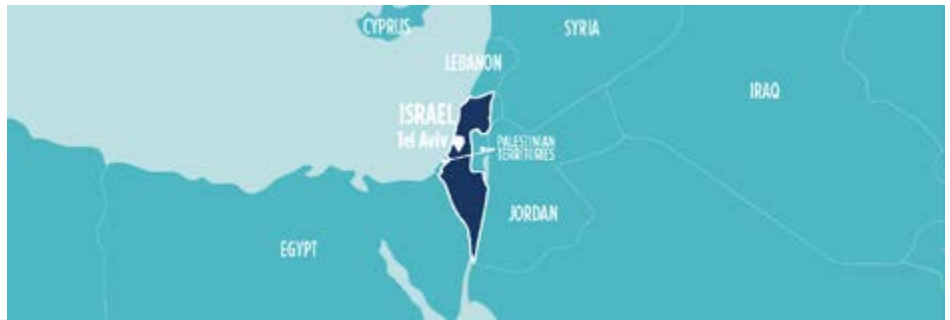 CYPRUS
SYRIA
LEBANON
IRAQ
ISRAEL
Tel Aviv
PALESTINIAN
TERRITORIES
JORDAN
EGYPT